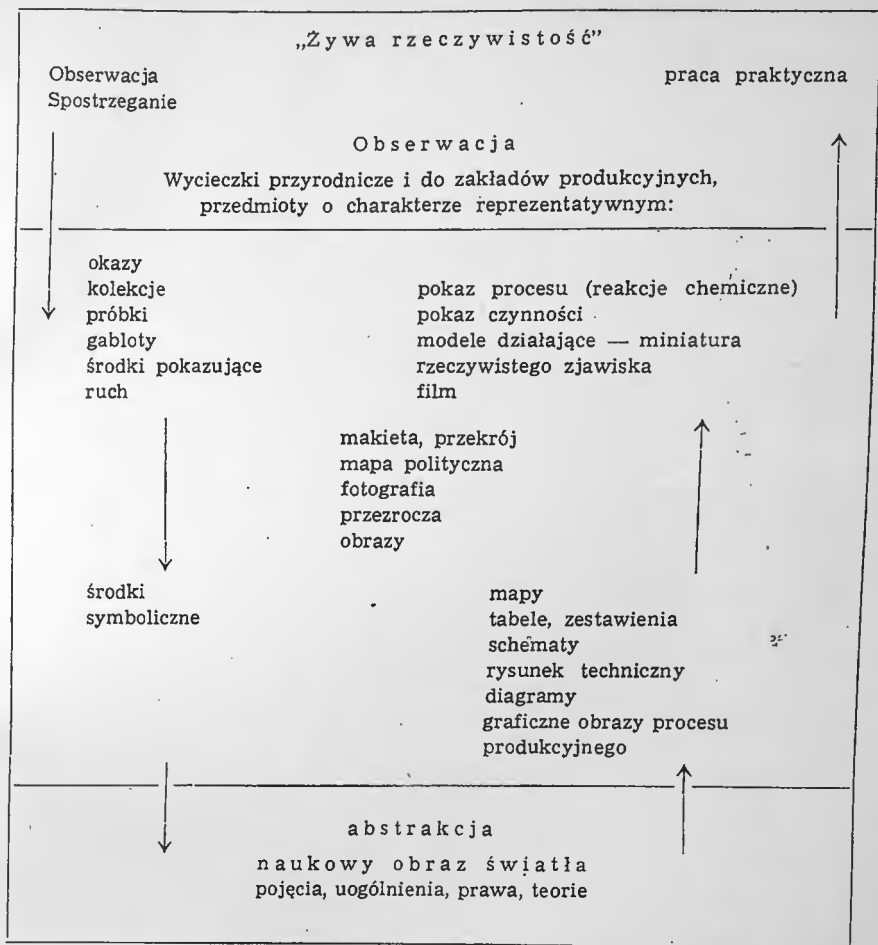 „Żywa rzeczywistość”
Obserwacja
Spostrzeganie
praca praktyczna
Obserwacja
Wycieczki przyrodnicze i do zakładów produkcyjnych,
przedmioty o charakterze reprezentatywnym:
okazy
kolekcje
próbki
gabloty
środki pokazujące
ruch
pokaz procesu (reakcje chemiczne)
pokaz czynności
modele działające — miniatura
rzeczywistego zjawiska
film
makieta, przekrój
mapa polityczna
fotografia
przezrocza
obrazy
środki
symboliczne
mapy
tabele, zestawienia
schematy
rysunek techniczny
diagramy
graficzne obrazy procesu
produkcyjnego
abstrakcja
naukowy obraz światła
pojęcia, uogólnienia, prawa, teorie